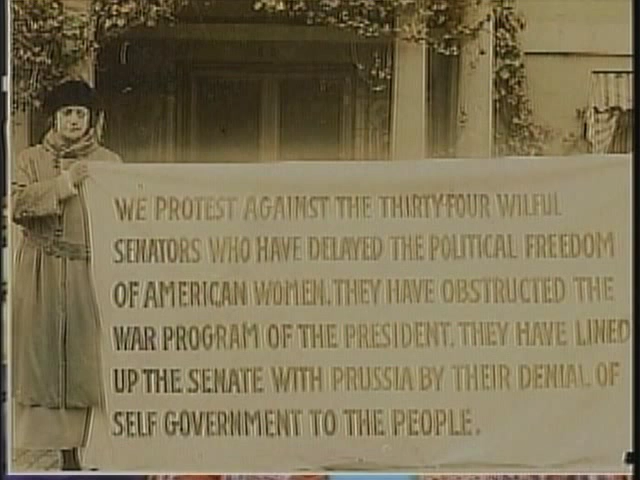 WE PROTEST AGAINST THE THIRTY-FOUR WILFUL
SENATORS WHO HAVE DELAYED THE POLITICAL FREEDOM
OF AMERICAN WOMEN. THEY HAVE OBSTRUCTED THE
WAR PROGRAM OF THE PRESIDENT. THEY HAVE LINED
UP THE SENATE WITH PRUSSIA BY THEIR DENIAL OF
SELF GOVERNMENT TO THE PEOPLE.